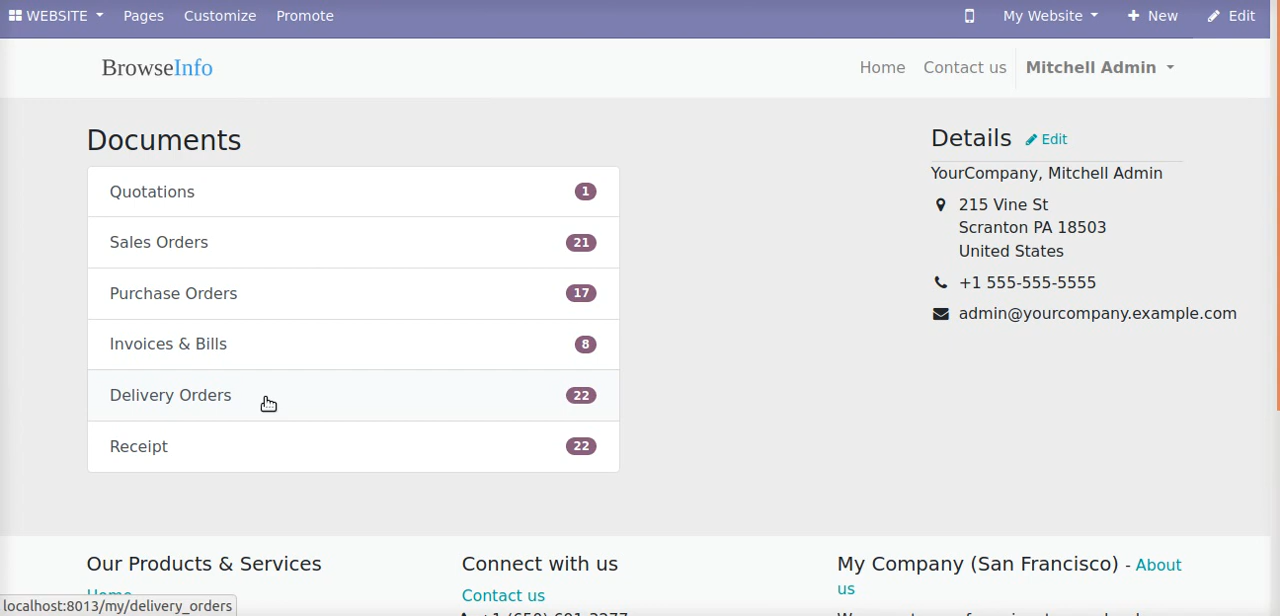 WEBSITE Pages Customize Promote My Website New Edit
BrowseInfo Home Contact us Mitchell Admin
Documents
Quotations 1
Sales Orders 21
Purchase Orders 17
Invoices & Bills 8
Delivery Orders 22
Receipt 22
Details Edit
YourCompany, Mitchell Admin
215 Vine St
Scranton PA 18503
United States
+1 555-555-5555
admin@yourcompany.example.com
Our Products & Services
Home
Connect with us
Contact us
My Company (San Francisco) - About
us
localhost:8013/my/delivery_orders